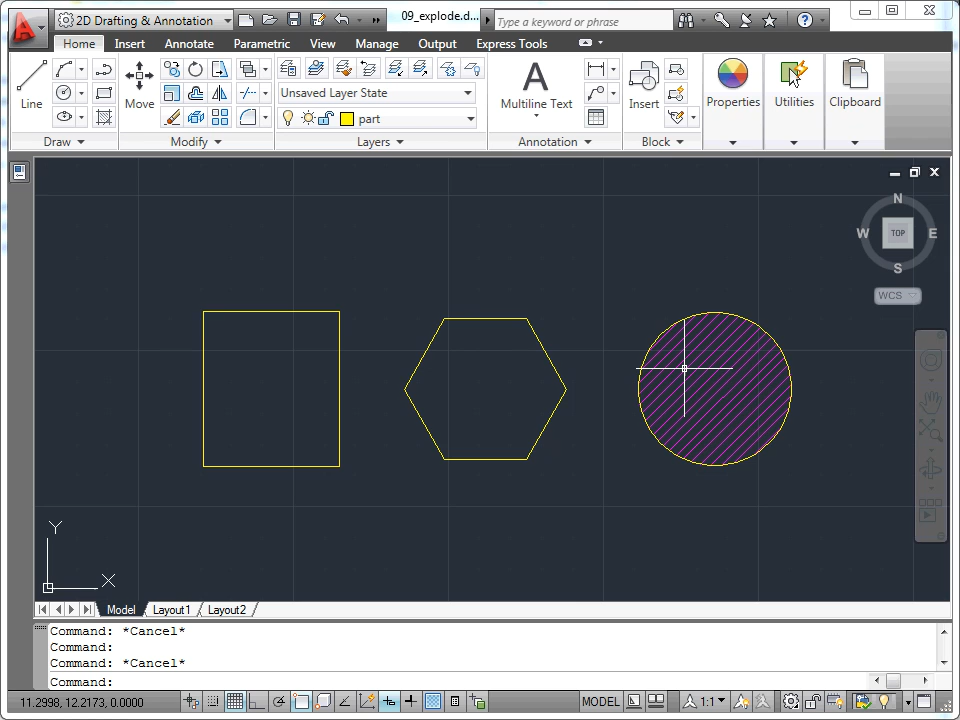 2D Drafting & Annotation
09_explode.d...
Type a keyword or phrase
Home Insert Annotate Parametric View Manage Output Express Tools
Line
Move
Unsaved Layer State
part
A
Multiline Text
Insert
Properties
Utilities
Clipboard
Draw
Modify
Layers
Annotation
Block
N
W TOP E
S
WCS
Y
X
Model Layout1 Layout2
Command: *Cancel*
Command:
Command: *Cancel*
Command:
11.2998, 12.2173, 0.0000
MODEL
1:1